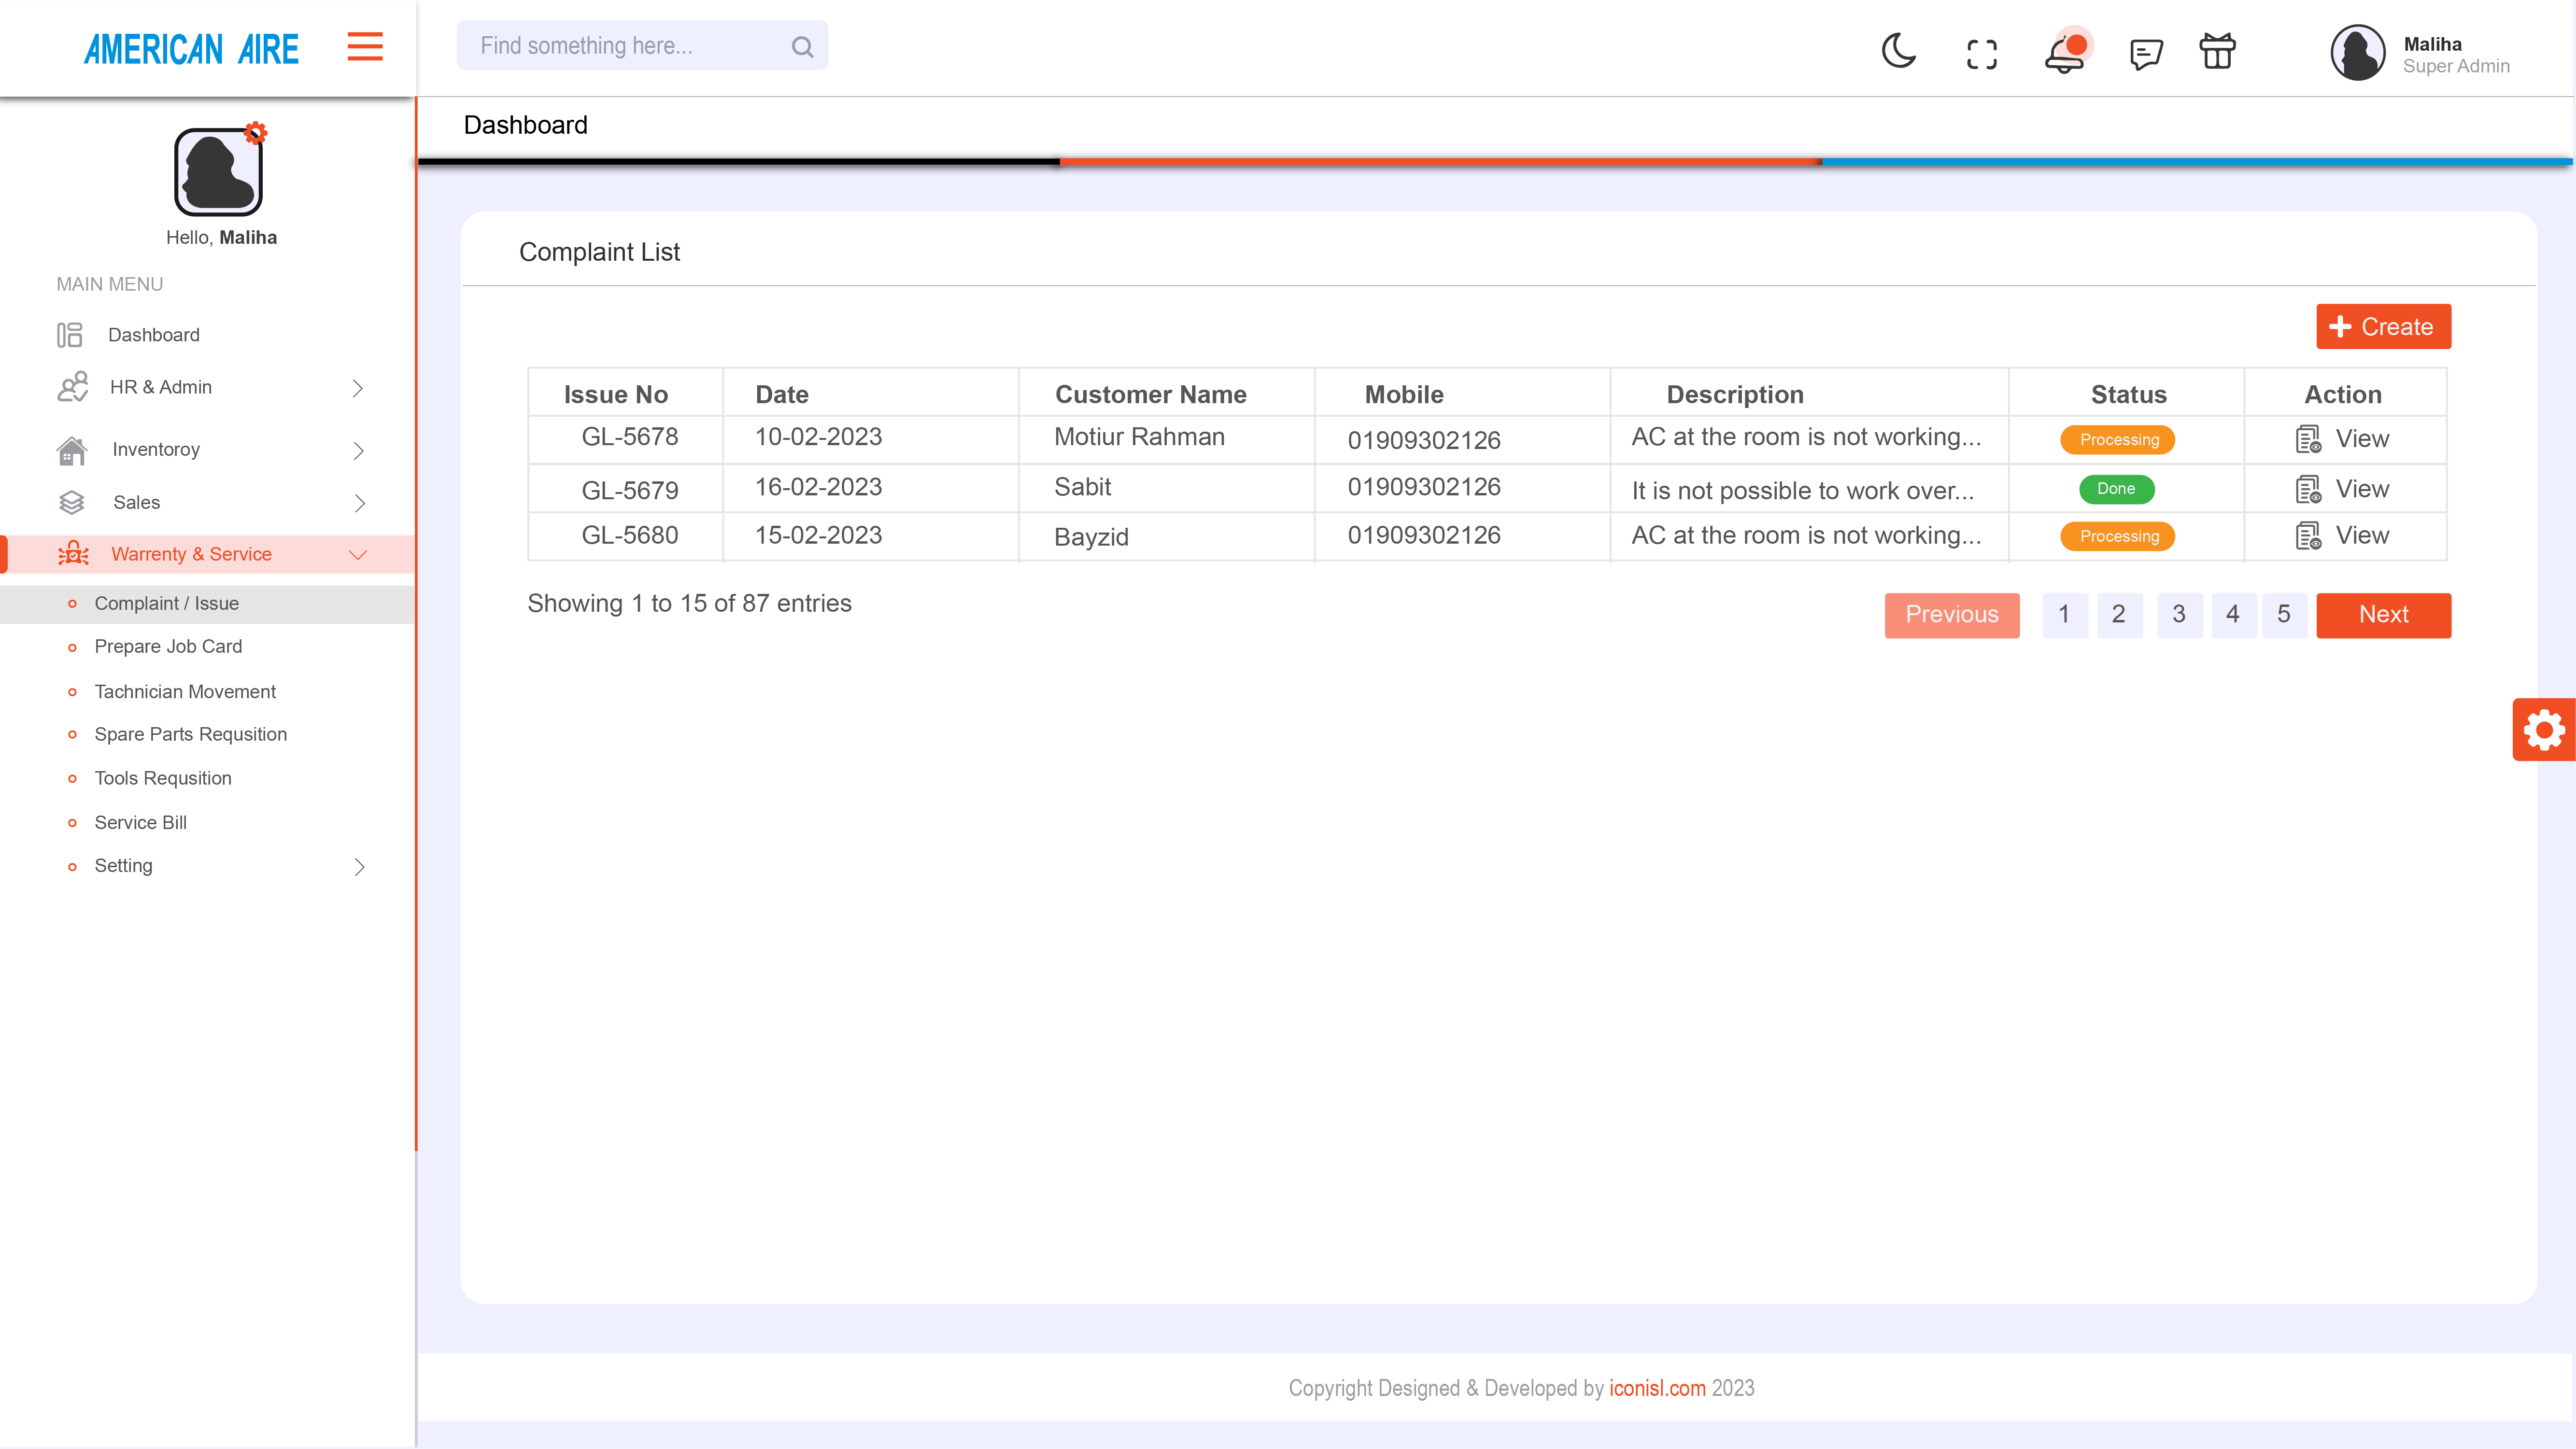 AMERICAN AIRE
Find something here...
Maliha
Super Admin
Dashboard
Hello, Maliha
MAIN MENU
Dashboard
HR & Admin
Inventoroy
Sales
Warrenty & Service
Complaint / Issue
Prepare Job Card
Tachnician Movement
Spare Parts Requsition
Tools Requsition
Service Bill
Setting
Complaint List
Create
Issue No Date Customer Name Mobile Description Status Action
GL-5678 10-02-2023 Motiur Rahman 01909302126 AC at the room is not working... Processing View
GL-5679 16-02-2023 Sabit 01909302126 It is not possible to work over... Done View
GL-5680 15-02-2023 Bayzid 01909302126 AC at the room is not working... Processing View
Showing 1 to 15 of 87 entries
Previous 1 2 3 4 5 Next
Copyright Designed & Developed by iconisl.com 2023